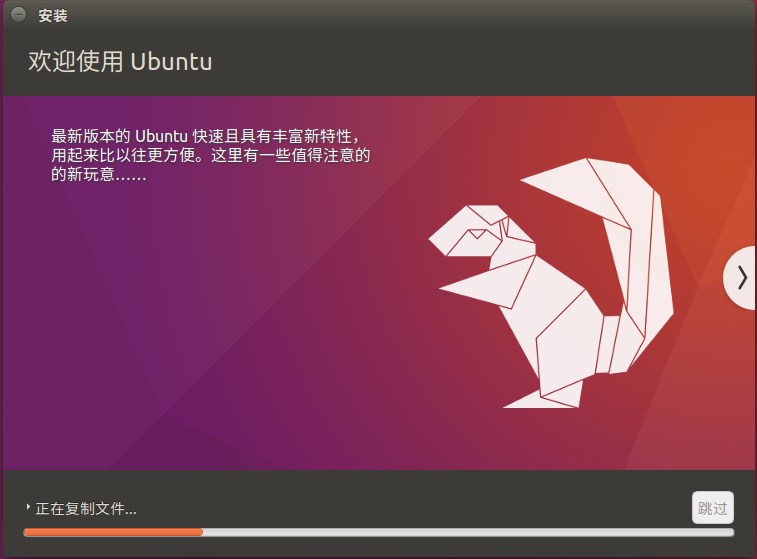 安装
欢迎使用 Ubuntu
最新版本的 Ubuntu 快速且具有丰富新特性，
用起来比以往更方便。这里有一些值得注意的
的新玩意……
正在复制文件...
跳过